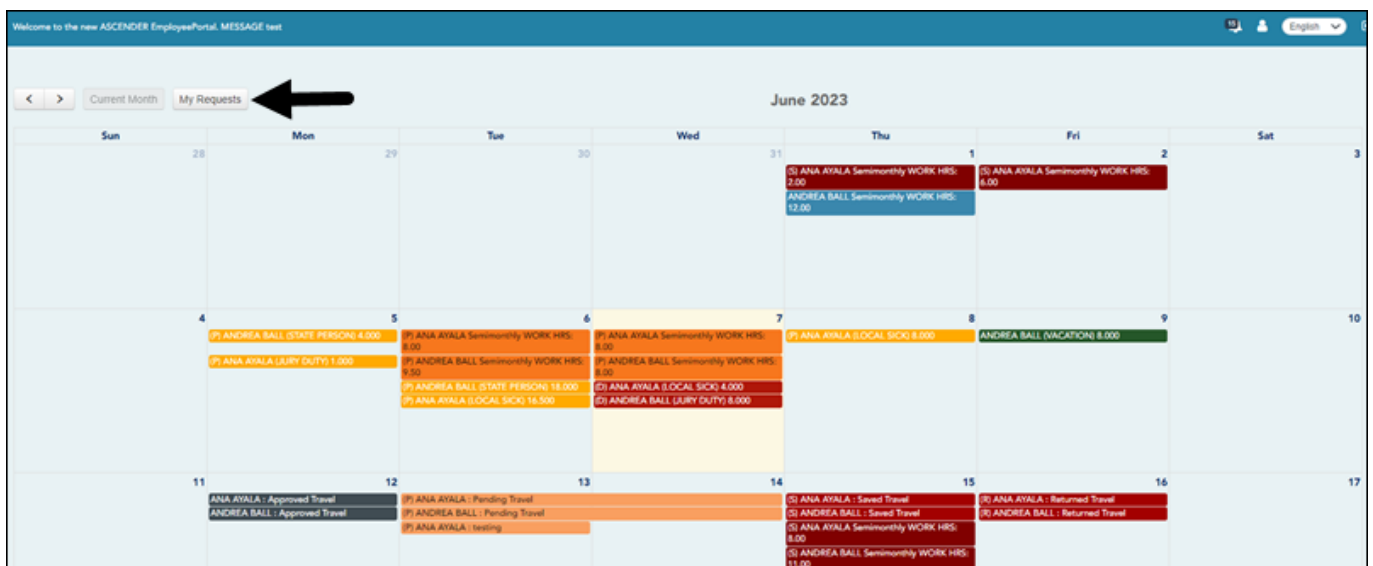 Welcome to the new ASCENDER EmployeePortal. MESSAGE test
15
English
< > Current Month My Requests
June 2023
Sun Mon Tue Wed Thu Fri Sat
28 29 30 31 1 2 3
(S) ANA AYALA Semimonthly WORK HRS: (S) ANA AYALA Semimonthly WORK HRS:
2.00 6.00
ANDREA BALL Semimonthly WORK HRS:
12.00
4 5 6 7 8 9 10
(P) ANDREA BALL (STATE PERSON) 4.000 (P) ANA AYALA Semimonthly WORK HRS: (P) ANA AYALA Semimonthly WORK HRS: (P) ANA AYALA (LOCAL SICK) 8.000 ANDREA BALL (VACATION) 8.000
8.00 8.00
(P) ANA AYALA (JURY DUTY) 1.000 (P) ANDREA BALL Semimonthly WORK HRS: (P) ANDREA BALL Semimonthly WORK HRS:
9.50 8.00
(P) ANDREA BALL (STATE PERSON) 18.000 (D) ANA AYALA (LOCAL SICK) 4.000
(P) ANA AYALA (LOCAL SICK) 16.500 (D) ANDREA BALL (JURY DUTY) 8.000
11 12 13 14 15 16 17
ANA AYALA : Approved Travel (P) ANA AYALA : Pending Travel (S) ANA AYALA : Saved Travel (R) ANA AYALA : Returned Travel
ANDREA BALL : Approved Travel (P) ANDREA BALL : Pending Travel (S) ANDREA BALL : Saved Travel (R) ANDREA BALL : Returned Travel
(P) ANA AYALA : testing (S) ANA AYALA Semimonthly WORK HRS:
8.00
(S) ANDREA BALL Semimonthly WORK HRS:
11.00